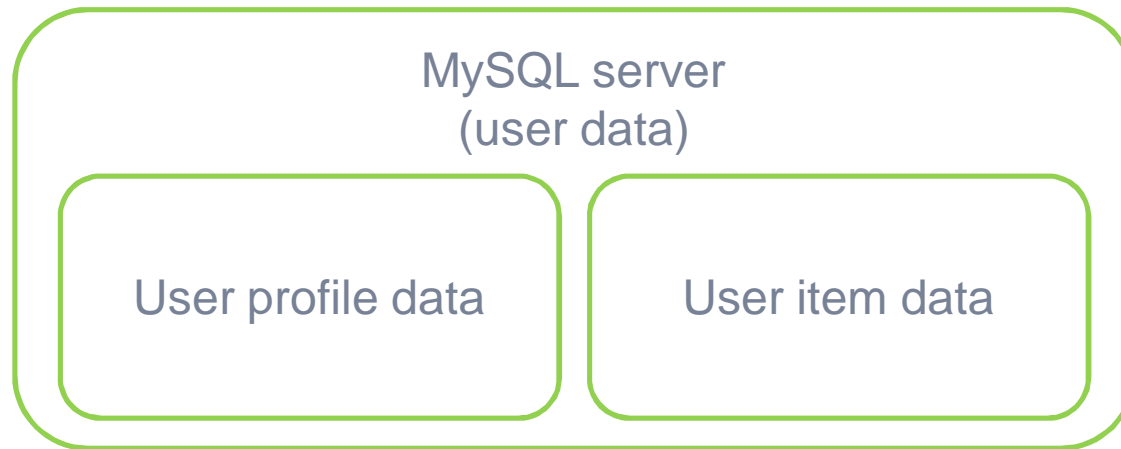 MySQL server
(user data)
User profile data
User item data